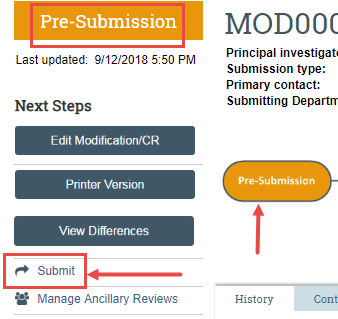 Pre-Submission
Last updated: 9/12/2018 5:50 PM
Next Steps
Edit Modification/CR
Printer Version
View Differences
Submit
Manage Ancillary Reviews
MOD000
Principal investigat
Submission type:
Primary contact:
Submitting Departm
Pre-Submission
History
Cont